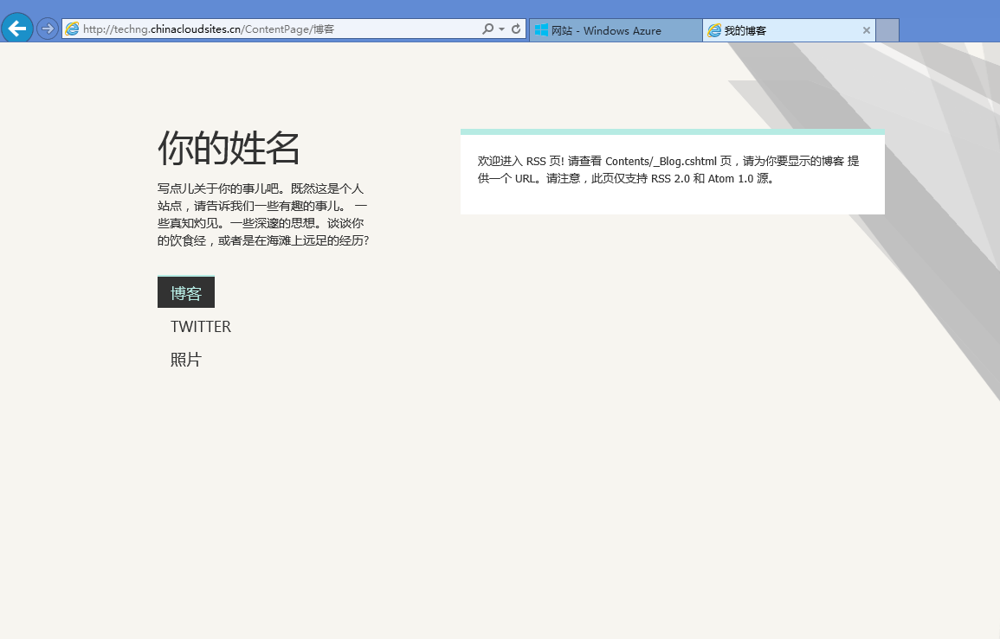 http://techng.chinacloudsites.cn/ContentPage/博客
网站 - Windows Azure
我的博客
你的姓名
写点儿关于你的事儿吧。既然这是个人
站点，请告诉我们一些有趣的事儿。 一
些真知灼见。一些深邃的思想。谈谈你
的饮食经，或者是在海滩上远足的经历?
博客
TWITTER
照片
欢迎进入 RSS 页! 请查看 Contents/_Blog.cshtml 页，请为你要显示的博客 提
供一个 URL。请注意，此页仅支持 RSS 2.0 和 Atom 1.0 源。